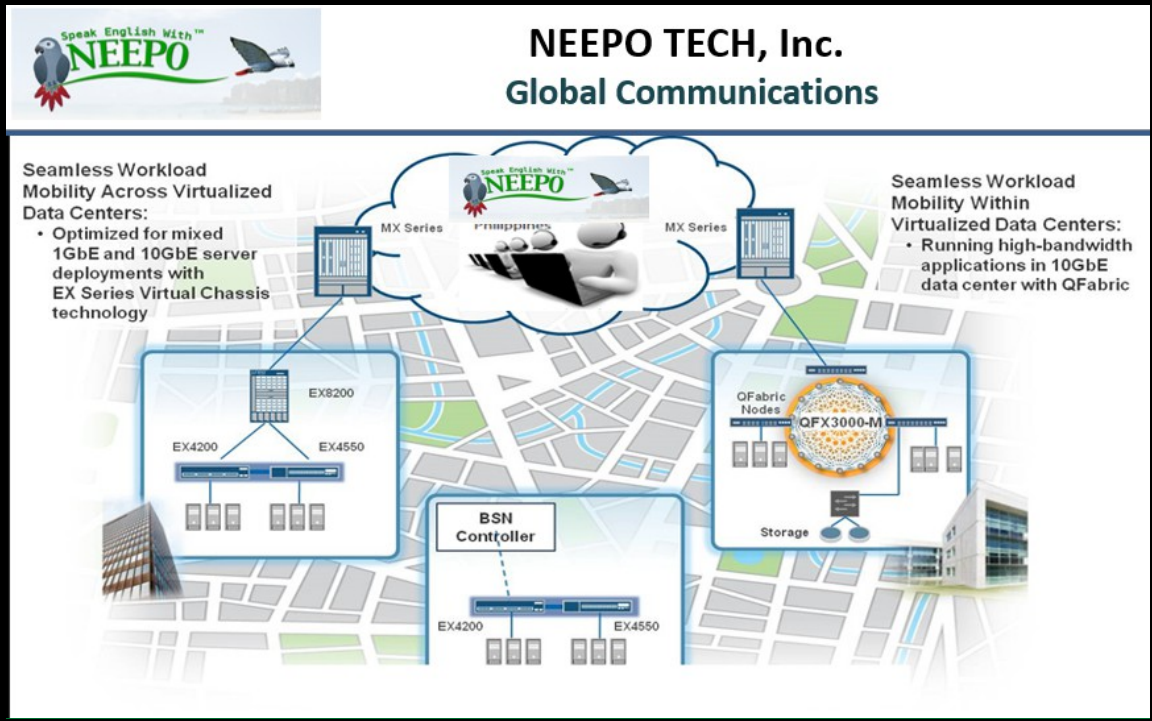 Speak English With™
NEEPO
NEEPO TECH, Inc.
Global Communications
Seamless Workload
Mobility Across Virtualized
Data Centers:
• Optimized for mixed
1GbE and 10GbE server
deployments with
EX Series Virtual Chassis
technology
MX Series
Speak English With™
NEEPO
Philippines
MX Series
Seamless Workload
Mobility Within
Virtualized Data Centers:
• Running high-bandwidth
applications in 10GbE
data center with QFabric
EX8200
EX4200
EX4550
QFabric
Nodes
QFX3000-M
Storage
BSN
Controller
EX4200
EX4550